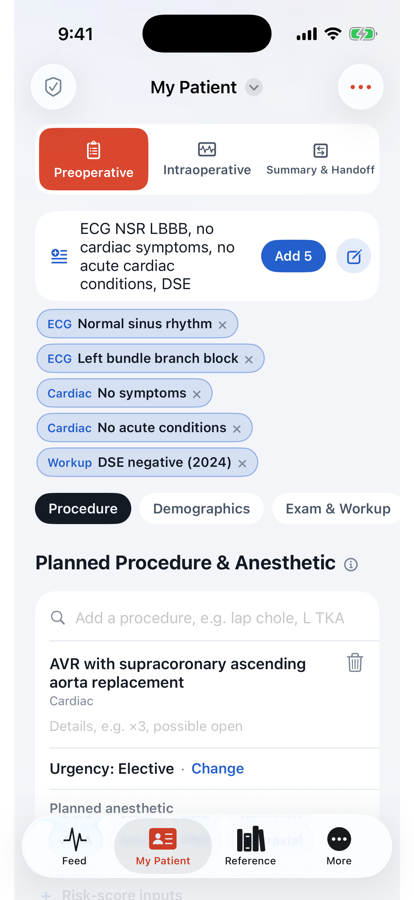 9:41
My Patient
Preoperative
Intraoperative
Summary & Handoff
ECG NSR LBBB, no
cardiac symptoms, no
acute cardiac
conditions, DSE
Add 5
ECG Normal sinus rhythm ×
ECG Left bundle branch block ×
Cardiac No symptoms ×
Cardiac No acute conditions ×
Workup DSE negative (2024) ×
Procedure
Demographics
Exam & Workup
Planned Procedure & Anesthetic
Add a procedure, e.g. lap chole, L TKA
AVR with supracoronary ascending
aorta replacement
Cardiac
Details, e.g. ×3, possible open
Urgency: Elective · Change
Planned anesthetic
Feed
My Patient
Reference
More
+ Risk-score inputs